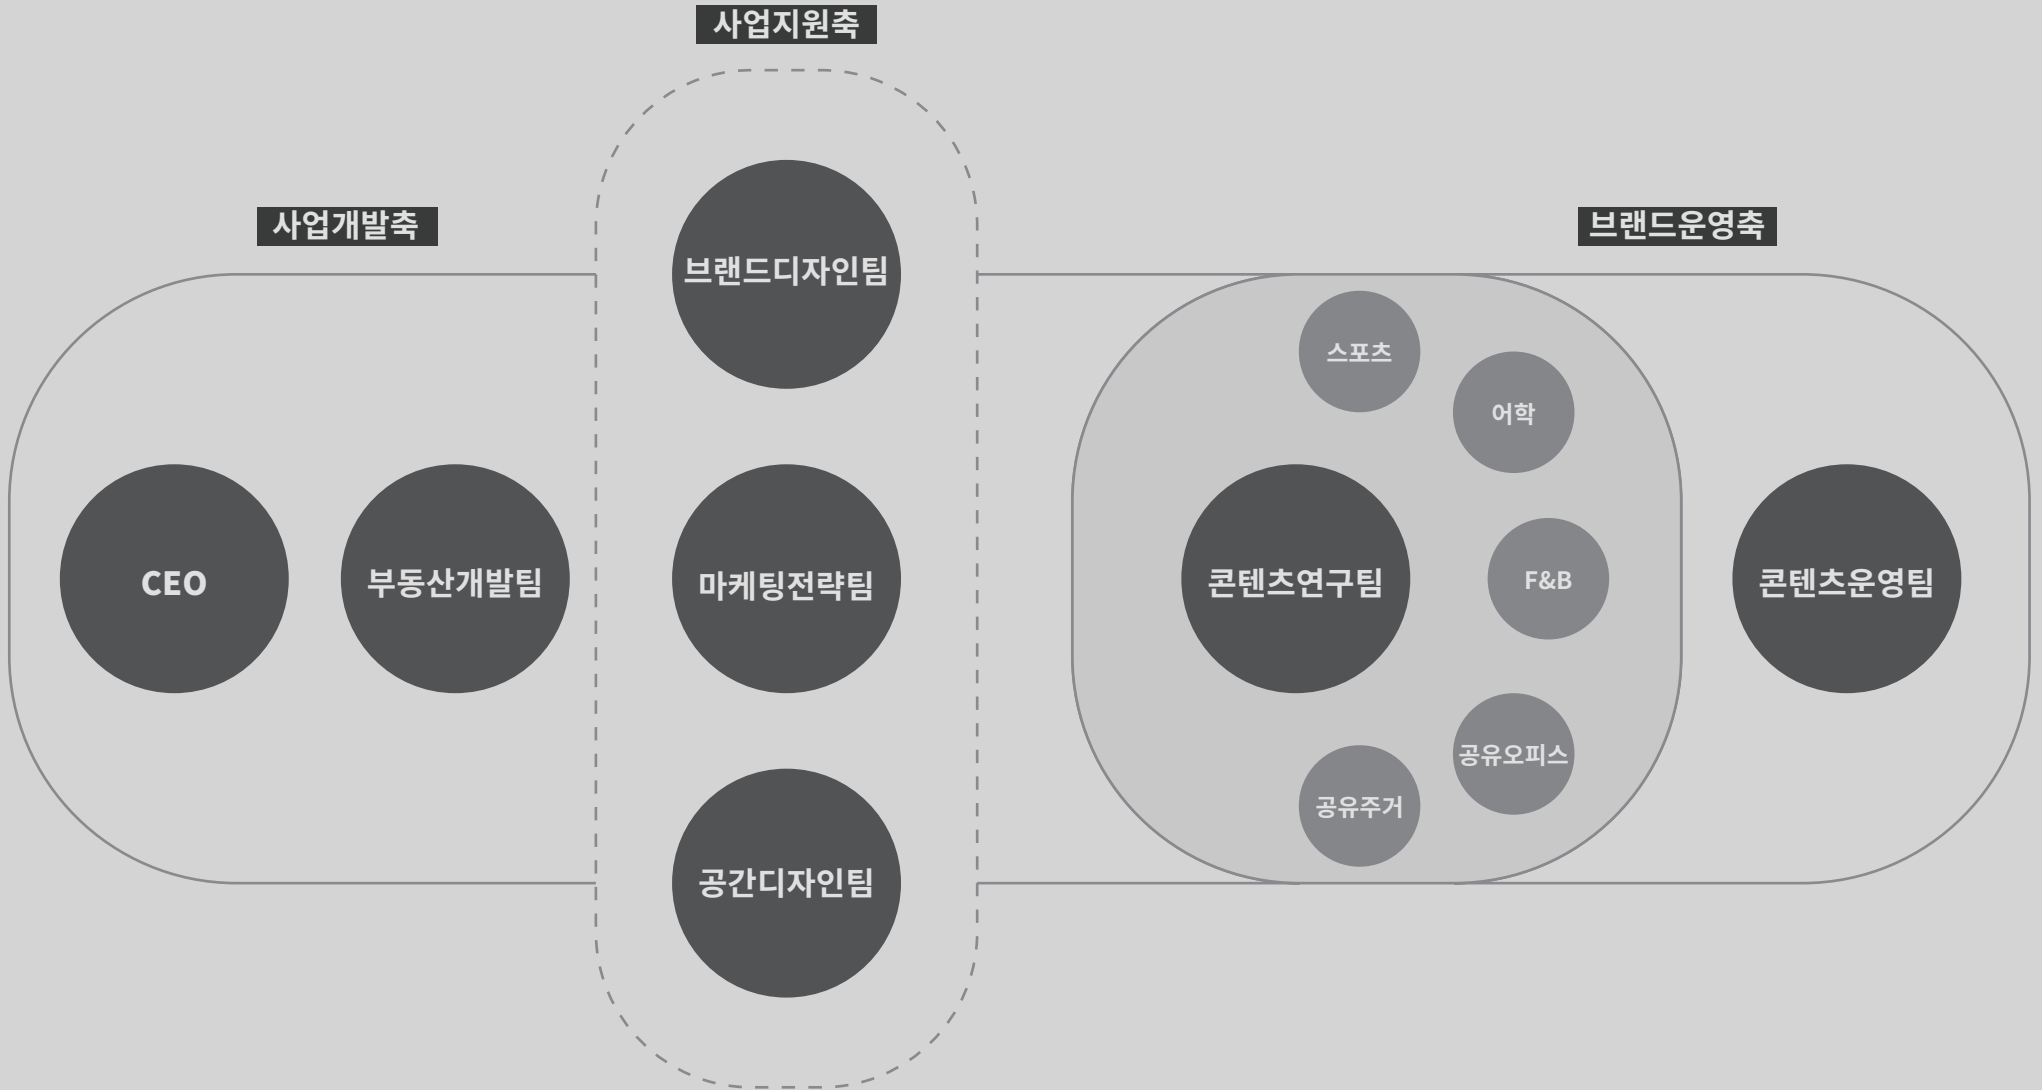 사업지원축
사업개발축
브랜드운영축
브랜드디자인팀
스포츠
어학
CEO
부동산개발팀
마케팅전략팀
콘텐츠연구팀
F&B
콘텐츠운영팀
공유오피스
공유주거
공간디자인팀